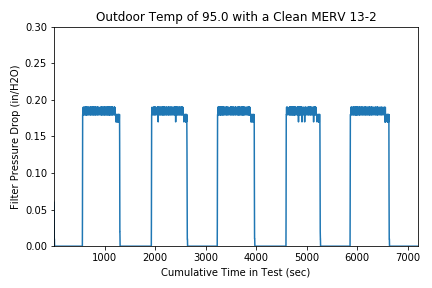 Outdoor Temp of 95.0 with a Clean MERV 13-2
0.30
0.25
0.20
0.15
0.10
0.05
0.00
Filter Pressure Drop (in/H2O)
1000 2000 3000 4000 5000 6000 7000
Cumulative Time in Test (sec)